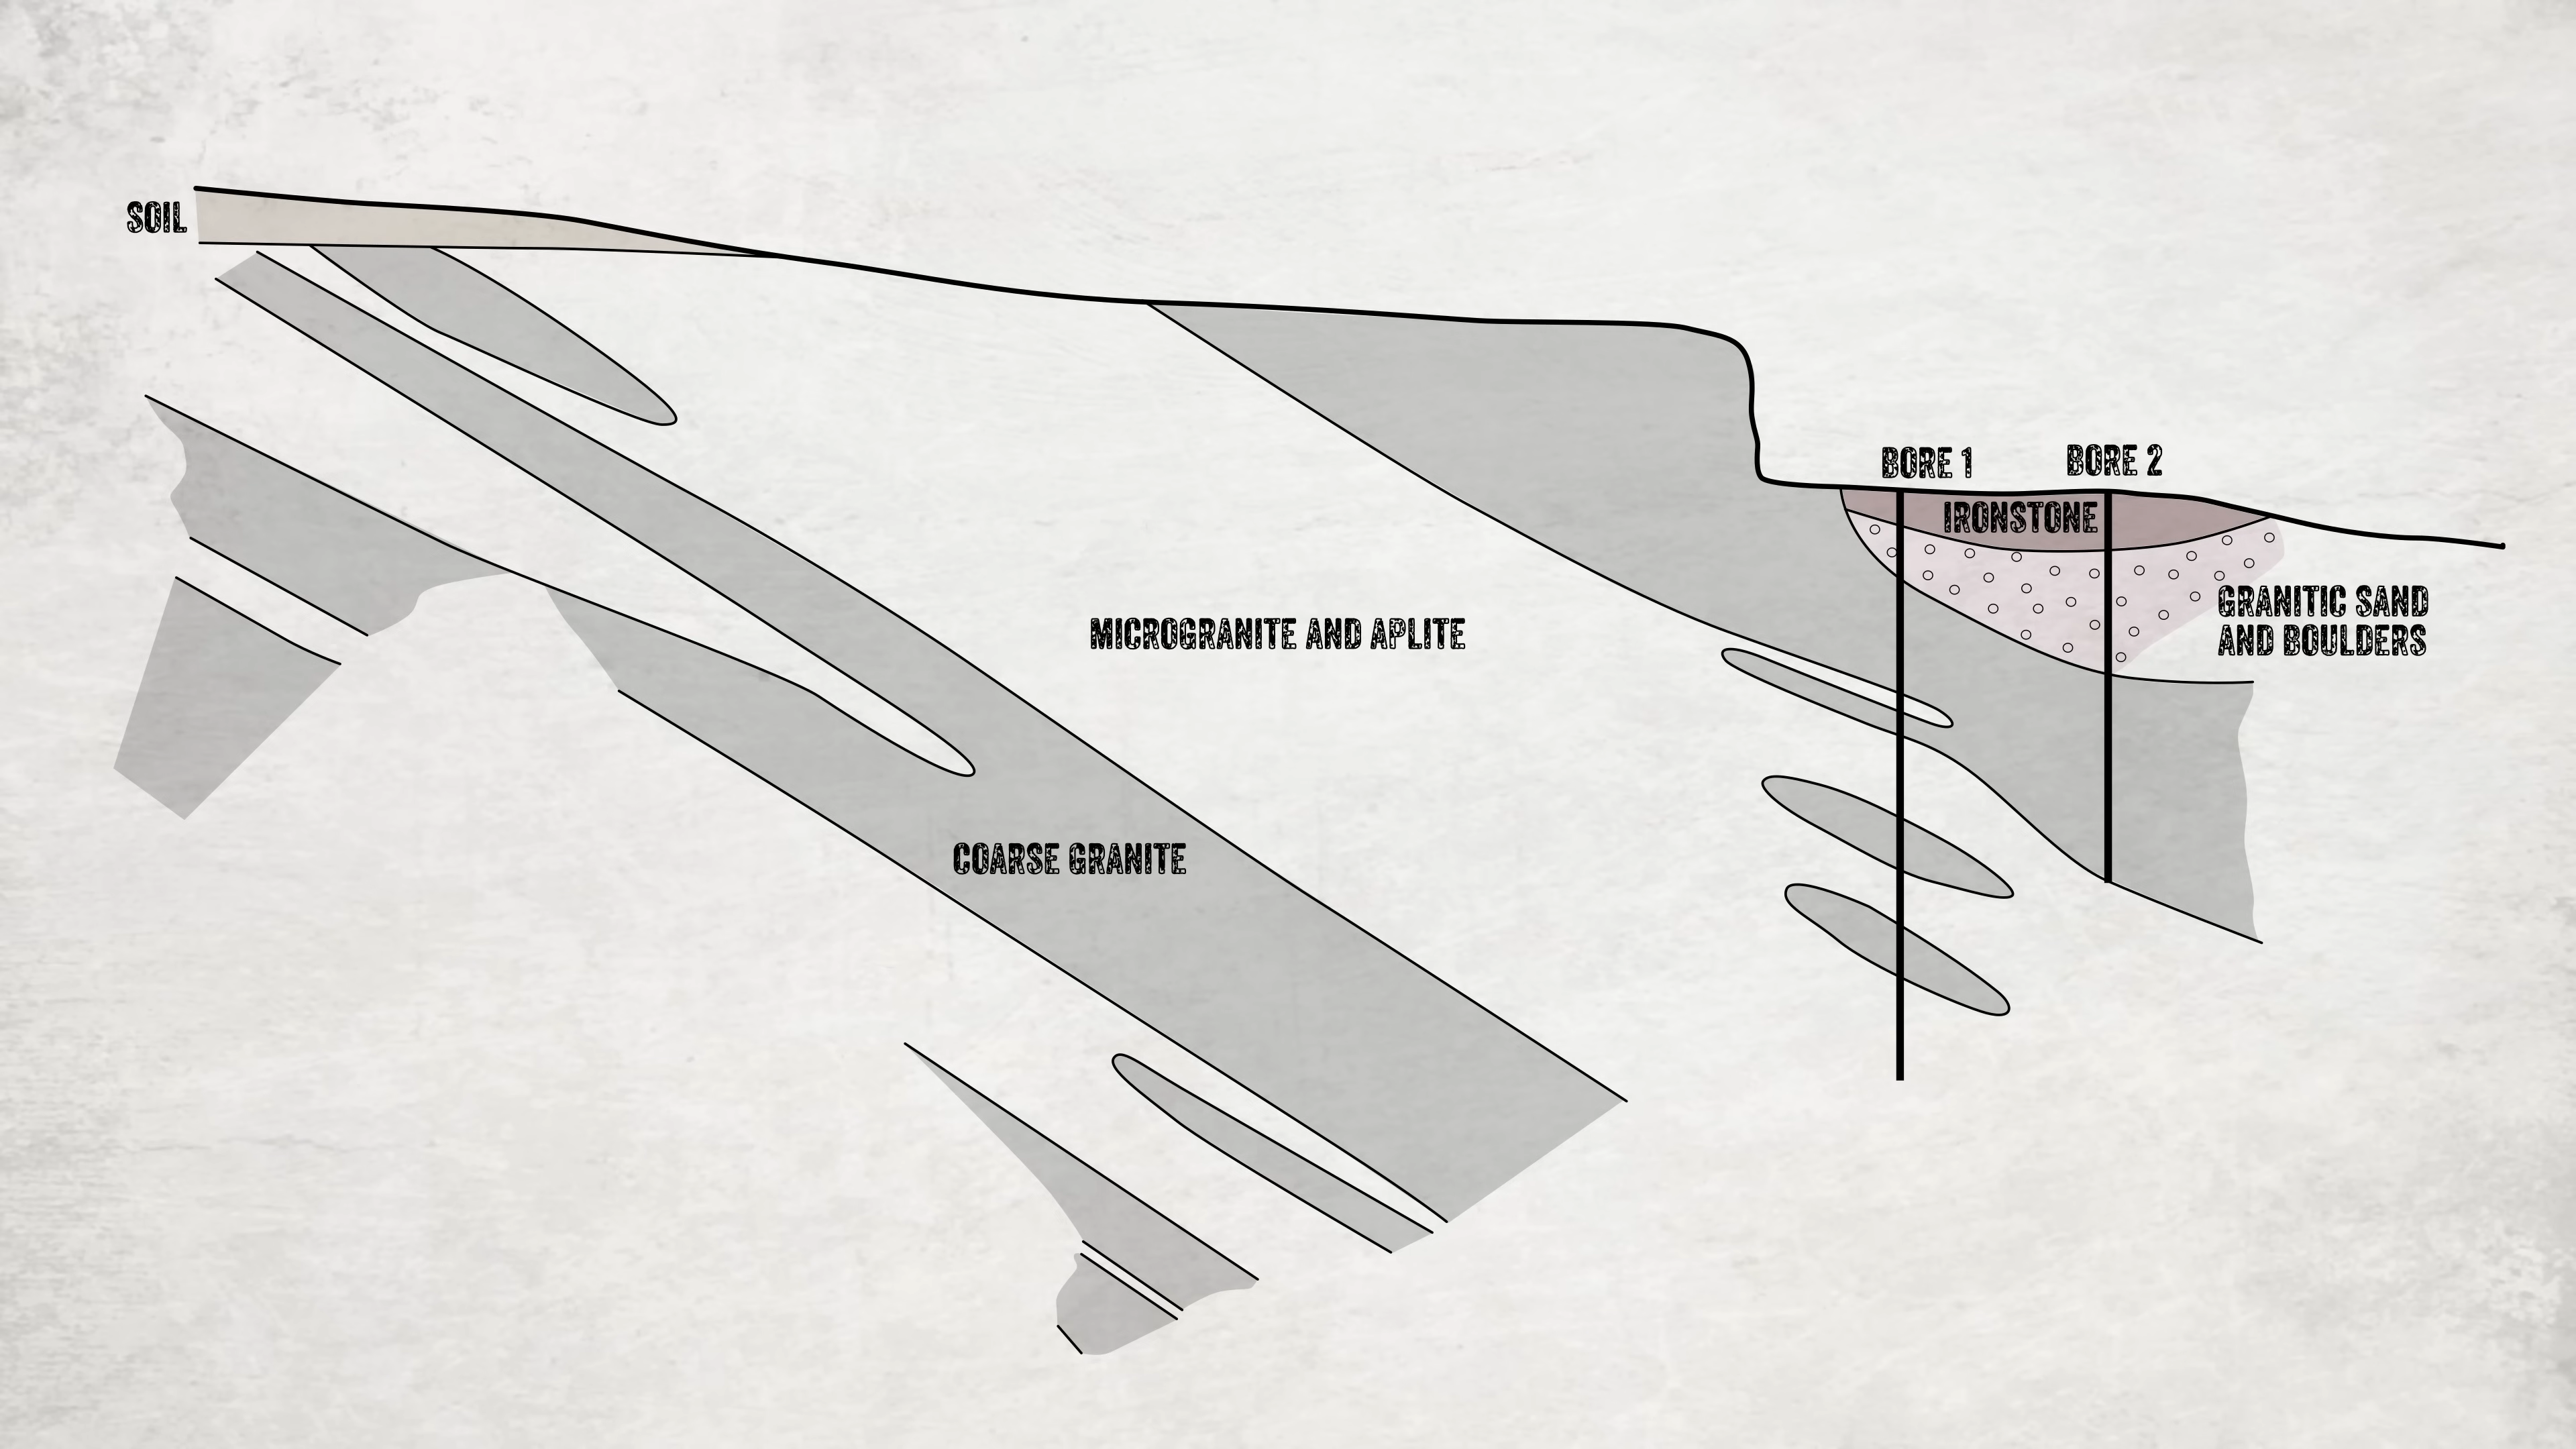 SOIL
BORE 1
BORE 2
IRONSTONE
GRANITIC SAND
AND BOULDERS
MICROGRANITE AND APLITE
COARSE GRANITE